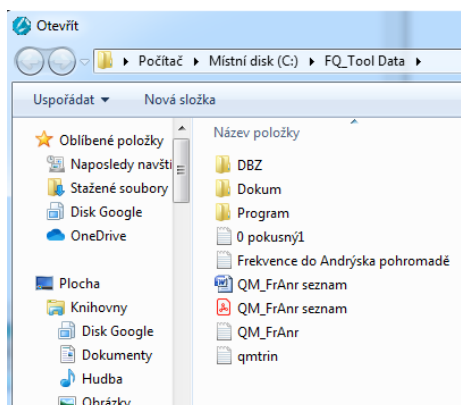 Otevřít
Počítač ▸ Místní disk (C:) ▸ FQ_Tool Data ▸
Uspořádat ▼ Nová složka
Oblíbené položky
Naposledy navští
Stažené soubory
Disk Google
OneDrive
Plocha
Knihovny
Disk Google
Dokumenty
Hudba
Obrázky
Název položky
DBZ
Dokum
Program
0 pokusný1
Frekvence do Andrýska pohromadě
QM_FrAnr seznam
QM_FrAnr seznam
QM_FrAnr
qmtrin